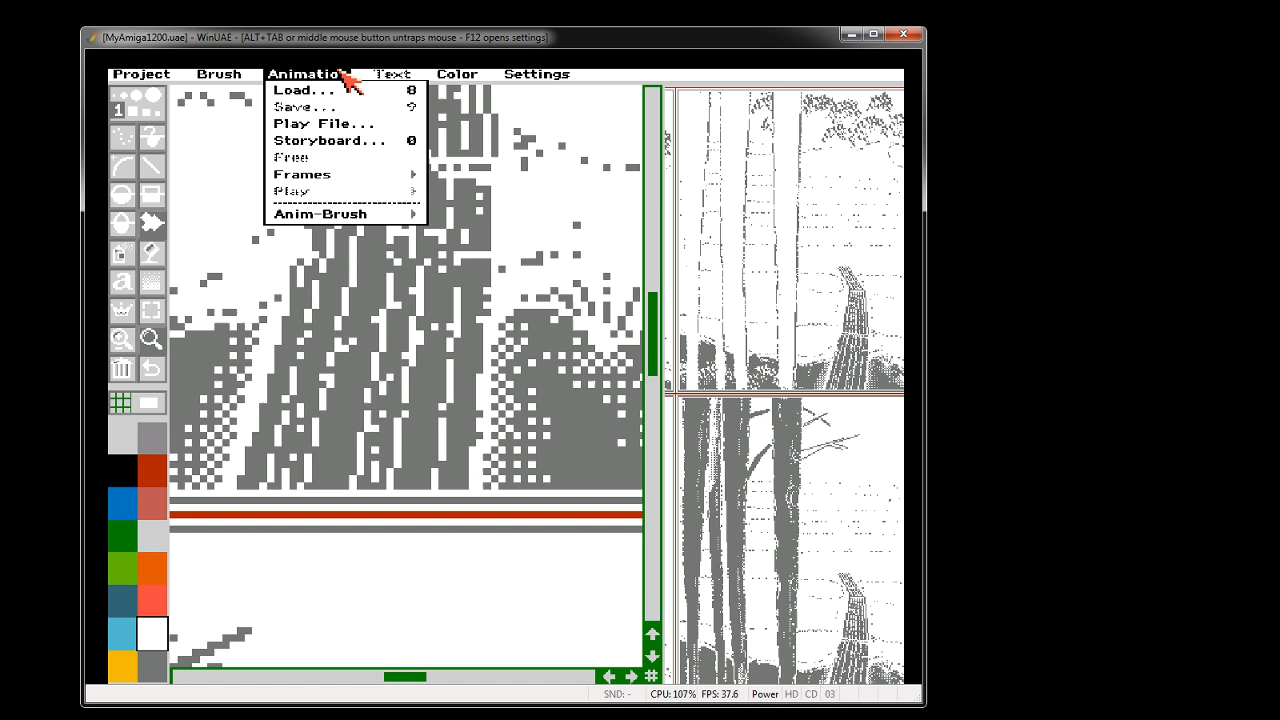 [MyAmiga1200.uae] - WinUAE - [ALT+TAB or middle mouse button untraps mouse - F12 opens settings]
Project Brush Animatio Text Color Settings
Load... 8
Save... 9
Play File...
Storyboard... 0
Free
Frames
Play
Anim-Brush
1
a
SND: - CPU: 107% FPS: 37.6 Power HD CD 03